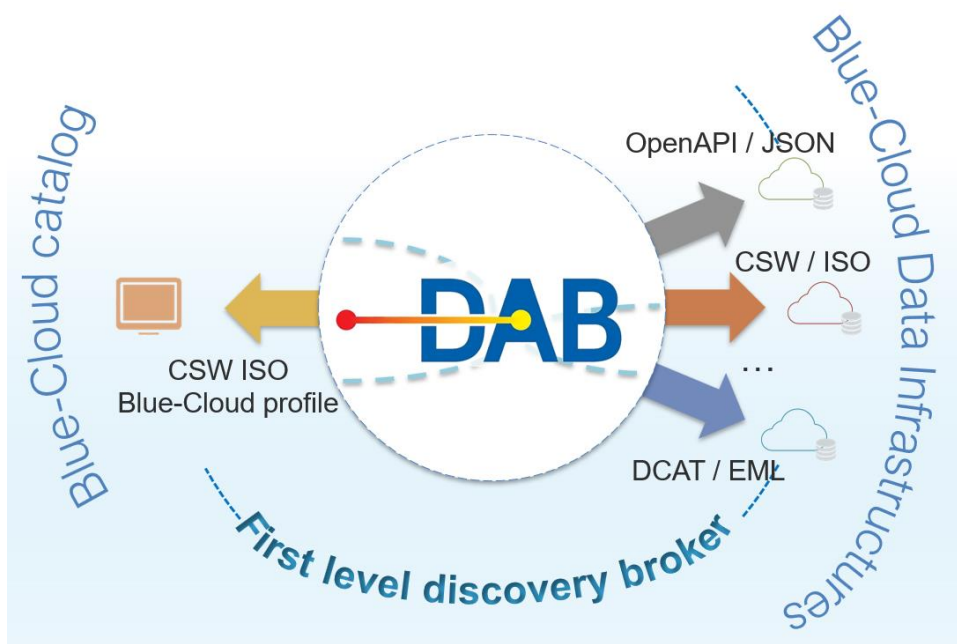 Blue-Cloud catalog
CSW ISO
Blue-Cloud profile
DAB
OpenAPI / JSON
CSW / ISO
...
DCAT / EML
First level discovery broker
Blue-Cloud Data Infrastructures